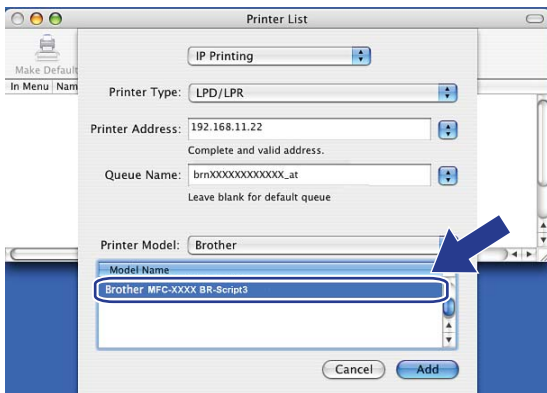 Printer List
IP Printing
Make Default
In Menu Nam
Printer Type: LPD/LPR
Printer Address: 192.168.11.22
Complete and valid address.
Queue Name: brnXXXXXXXXXXXX_at
Leave blank for default queue
Printer Model: Brother
Model Name
Brother MFC-XXXX BR-Script3
Cancel Add